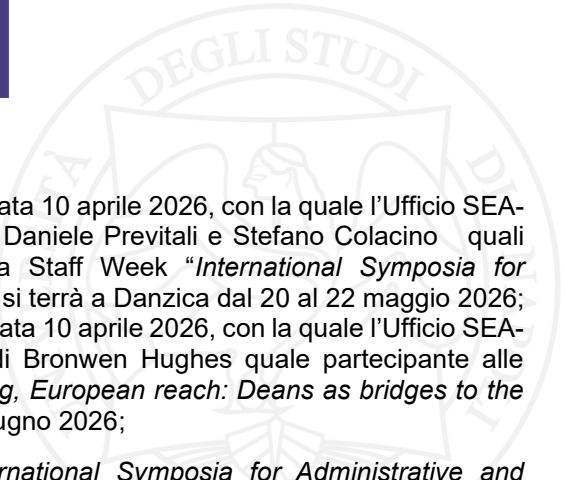 DEGLI STUDI
DI NAPOLI
ata 10 aprile 2026, con la quale l’Ufficio SEA-
Daniele Previtali e Stefano Colacino quali
a Staff Week “International Symposia for
si terrà a Danzica dal 20 al 22 maggio 2026;
ata 10 aprile 2026, con la quale l’Ufficio SEA-
li Bronwen Hughes quale partecipante alle
g, European reach: Deans as bridges to the
ugno 2026;
rnational Symposia for Administrative and